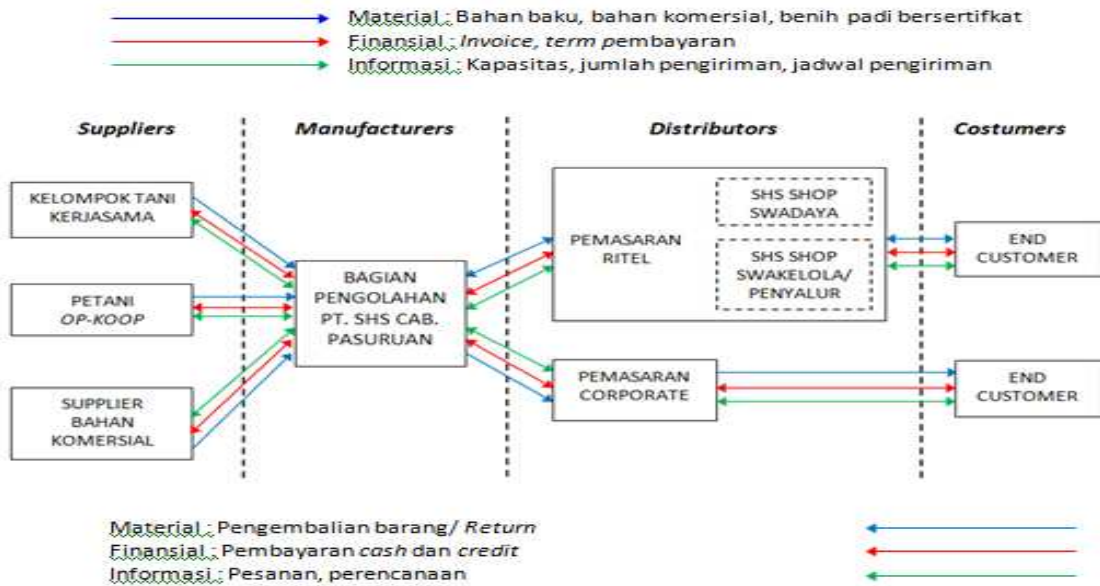 Material : Bahan baku, bahan komersial, benih padi bersertifkat
Finansial : Invoice, term pembayaran
Informasi : Kapasitas, jumlah pengiriman, jadwal pengiriman
Suppliers
Manufacturers
Distributors
Costumers
KELOMPOK TANI
KERJASAMA
PETANI
OP-KOOP
SUPPLIER
BAHAN
KOMERSIAL
BAGIAN
PENGOLAHAN
PT. SHS CAB.
PASURUAN
PEMASARAN
RITEL
SHS SHOP
SWADAYA
SHS SHOP
SWAKELOLA/
PENYALUR
PEMASARAN
CORPORATE
END
CUSTOMER
END
CUSTOMER
Material : Pengembalian barang/ Return
Finansial : Pembayaran cash dan credit
Informasi : Pesanan, perencanaan